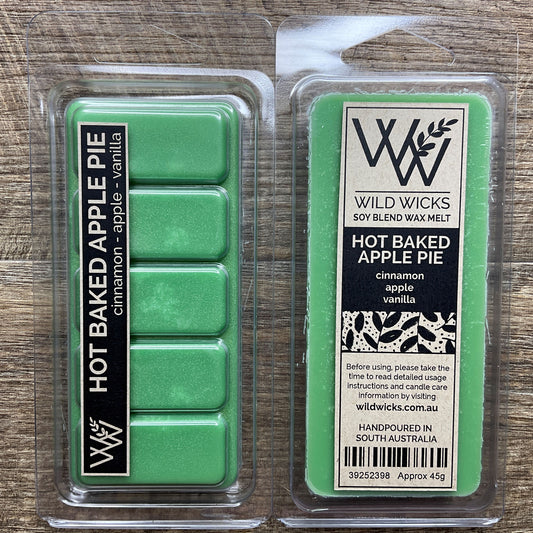 HOT BAKED APPLE PIE
cinnamon - apple - vanilla
WW
WW
WILD WICKS
SOY BLEND WAX MELT
HOT BAKED
APPLE PIE
cinnamon
apple
vanilla
Before using, please take the
time to read detailed usage
instructions and candle care
information by visiting
wildwicks.com.au
HANDPOURED IN
SOUTH AUSTRALIA
39252398 Approx 45g